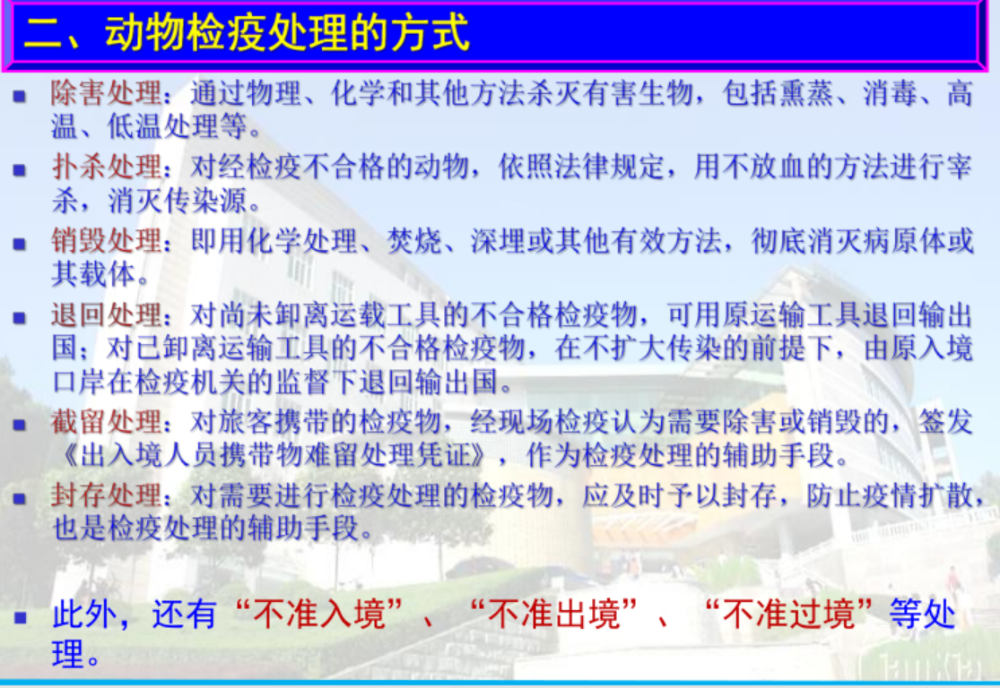 二、动物检疫处理的方式
■ 除害处理：通过物理、化学和其他方法杀灭有害生物，包括熏蒸、消毒、高
温、低温处理等。
■ 扑杀处理：对经检疫不合格的动物，依照法律规定，用不放血的方法进行宰
杀，消灭传染源。
■ 销毁处理：即用化学处理、焚烧、深埋或其他有效方法，彻底消灭病原体或
其载体。
■ 退回处理：对尚未卸离运载工具的不合格检疫物，可用原运输工具退回输出
国；对已卸离运输工具的不合格检疫物，在不扩大传染的前提下，由原入境
口岸在检疫机关的监督下退回输出国。
■ 截留处理：对旅客携带的检疫物，经现场检疫认为需要除害或销毁的，签发
《出入境人员携带物难留处理凭证》，作为检疫处理的辅助手段。
■ 封存处理：对需要进行检疫处理的检疫物，应及时予以封存，防止疫情扩散，
也是检疫处理的辅助手段。
■ 此外，还有“不准入境”、“不准出境”、“不准过境”等处
理。